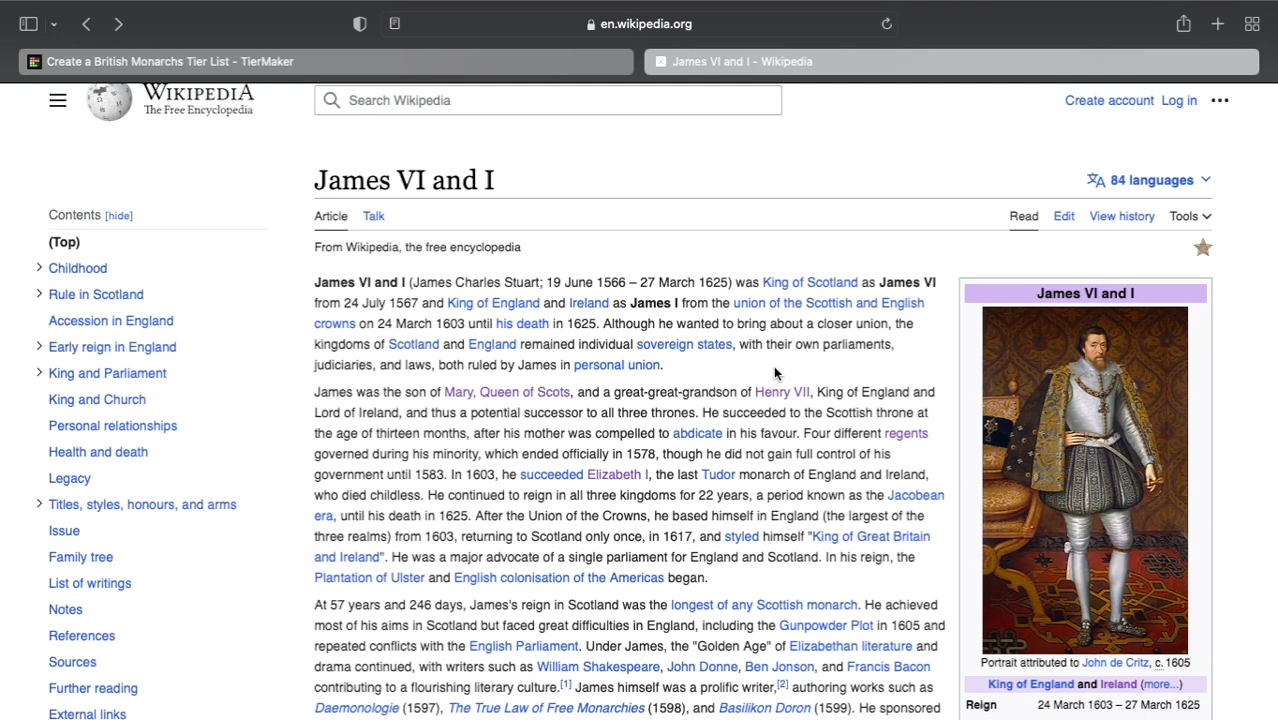 en.wikipedia.org
Create a British Monarchs Tier List - TierMaker
James VI and I - Wikipedia
WIKIPEDIA
The Free Encyclopedia
Search Wikipedia
Create account Log in
James VI and I
84 languages
Contents [hide]
Article Talk
Read Edit View history Tools
(Top)
From Wikipedia, the free encyclopedia
Childhood
Rule in Scotland
Accession in England
Early reign in England
King and Parliament
King and Church
Personal relationships
Health and death
Legacy
Titles, styles, honours, and arms
Issue
Family tree
List of writings
Notes
References
Sources
Further reading
External links
James VI and I (James Charles Stuart; 19 June 1566 – 27 March 1625) was King of Scotland as James VI
from 24 July 1567 and King of England and Ireland as James I from the union of the Scottish and English
crowns on 24 March 1603 until his death in 1625. Although he wanted to bring about a closer union, the
kingdoms of Scotland and England remained individual sovereign states, with their own parliaments,
judiciaries, and laws, both ruled by James in personal union.
James was the son of Mary, Queen of Scots, and a great-great-grandson of Henry VII, King of England and
Lord of Ireland, and thus a potential successor to all three thrones. He succeeded to the Scottish throne at
the age of thirteen months, after his mother was compelled to abdicate in his favour. Four different regents
governed during his minority, which ended officially in 1578, though he did not gain full control of his
government until 1583. In 1603, he succeeded Elizabeth I, the last Tudor monarch of England and Ireland,
who died childless. He continued to reign in all three kingdoms for 22 years, a period known as the Jacobean
era, until his death in 1625. After the Union of the Crowns, he based himself in England (the largest of the
three realms) from 1603, returning to Scotland only once, in 1617, and styled himself "King of Great Britain
and Ireland". He was a major advocate of a single parliament for England and Scotland. In his reign, the
Plantation of Ulster and English colonisation of the Americas began.
At 57 years and 246 days, James's reign in Scotland was the longest of any Scottish monarch. He achieved
most of his aims in Scotland but faced great difficulties in England, including the Gunpowder Plot in 1605 and
repeated conflicts with the English Parliament. Under James, the "Golden Age" of Elizabethan literature and
drama continued, with writers such as William Shakespeare, John Donne, Ben Jonson, and Francis Bacon
contributing to a flourishing literary culture.[1] James himself was a prolific writer,[2] authoring works such as
Daemonologie (1597), The True Law of Free Monarchies (1598), and Basilikon Doron (1599). He sponsored
James VI and I
Portrait attributed to John de Critz, c. 1605
King of England and Ireland (more...)
Reign 24 March 1603 – 27 March 1625